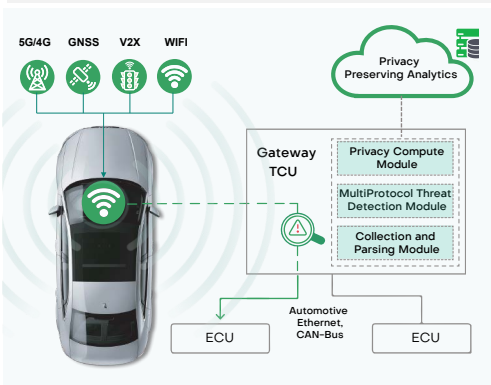 5G/4G GNSS V2X WIFI
Privacy
Preserving Analytics
Gateway
TCU
Privacy Compute
Module
MultiProtocol Threat
Detection Module
Collection and
Parsing Module
Automotive
Ethernet,
CAN-Bus
ECU
ECU